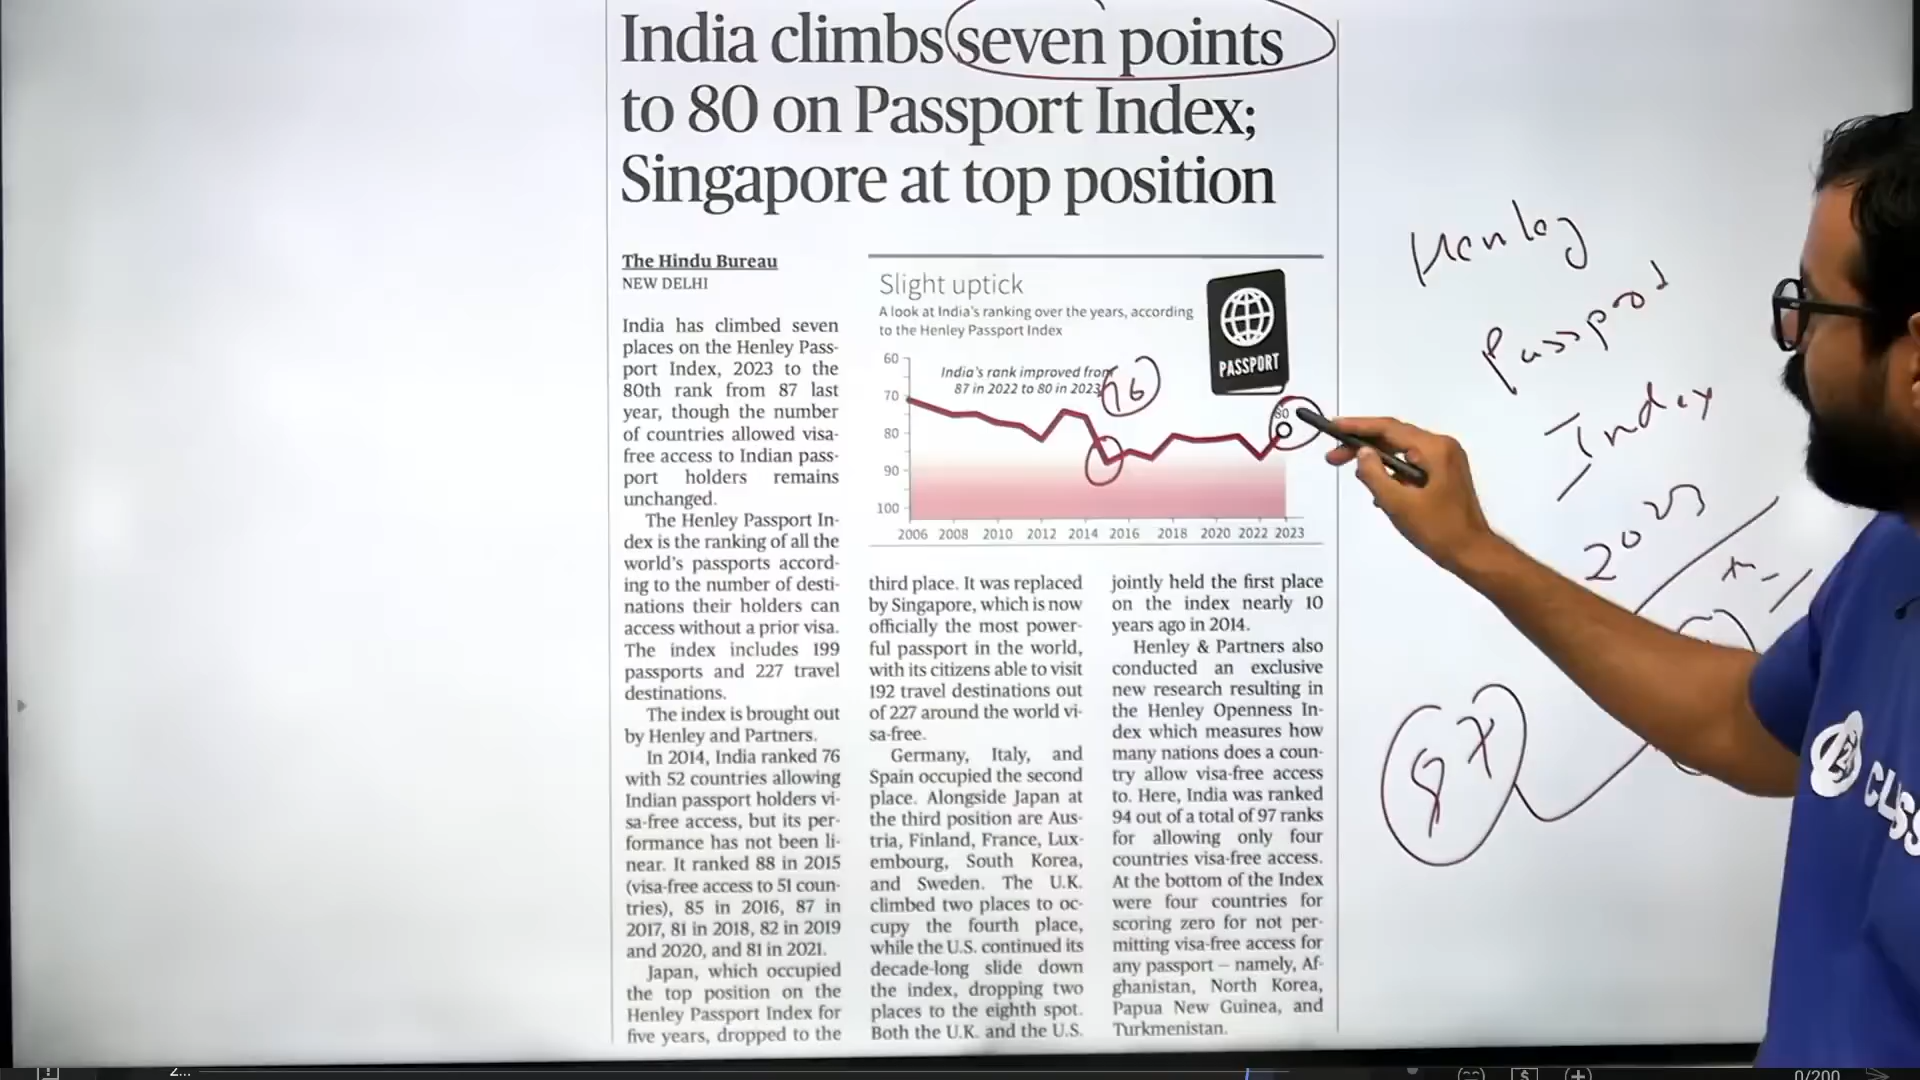 India climbs seven points
to 80 on Passport Index;
Singapore at top position
The Hindu Bureau
NEW DELHI
India has climbed seven
places on the Henley Pass-
port Index, 2023 to the
80th rank from 87 last
year, though the number
of countries allowed visa-
free access to Indian pass-
port holders remains
unchanged.
The Henley Passport In-
dex is the ranking of all the
world's passports accord-
ing to the number of desti-
nations their holders can
access without a prior visa.
The index includes 199
passports and 227 travel
destinations.
The index is brought out
by Henley and Partners.
In 2014, India ranked 76
with 52 countries allowing
Indian passport holders vi-
sa-free access, but its per-
formance has not been li-
near. It ranked 88 in 2015
(visa-free access to 51 coun-
tries), 85 in 2016, 87 in
2017, 81 in 2018, 82 in 2019
and 2020, and 81 in 2021.
Japan, which occupied
the top position on the
Henley Passport Index for
five years, dropped to the
Slight uptick
A look at India's ranking over the years, according
to the Henley Passport Index
PASSPORT
India's rank improved from
87 in 2022 to 80 in 2023
76
60
70
80
80
90
100
2006 2008 2010 2012 2014 2016 2018 2020 2022 2023
third place. It was replaced
by Singapore, which is now
officially the most power-
ful passport in the world,
with its citizens able to visit
192 travel destinations out
of 227 around the world vi-
sa-free.
Germany, Italy, and
Spain occupied the second
place. Alongside Japan at
the third position are Aus-
tria, Finland, France, Lux-
embourg, South Korea,
and Sweden. The U.K.
climbed two places to oc-
cupy the fourth place,
while the U.S. continued its
decade-long slide down
the index, dropping two
places to the eighth spot.
Both the U.K. and the U.S.
jointly held the first place
on the index nearly 10
years ago in 2014.
Henley & Partners also
conducted an exclusive
new research resulting in
the Henley Openness In-
dex which measures how
many nations does a coun-
try allow visa-free access
to. Here, India was ranked
94 out of a total of 97 ranks
for allowing only four
countries visa-free access.
At the bottom of the Index
were four countries for
scoring zero for not per-
mitting visa-free access for
any passport – namely, Af-
ghanistan, North Korea,
Papua New Guinea, and
Turkmenistan.
Henley
Passport
Index
2023
87
0/200